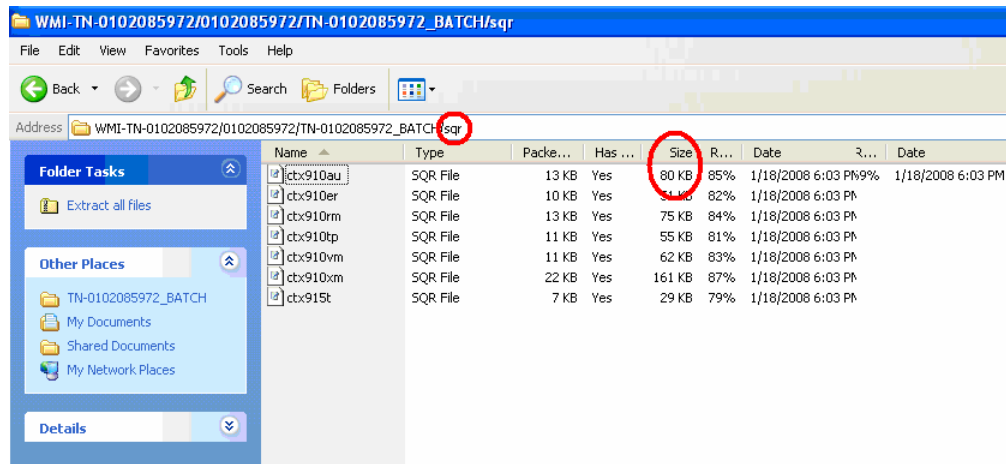 WMI-TN-0102085972/0102085972/TN-0102085972_BATCH/sqr
File Edit View Favorites Tools Help
Back Search Folders
Address WMI-TN-0102085972/0102085972/TN-0102085972_BATCH/sqr
Name Type Packe... Has ... Size R... Date R... Date
Folder Tasks
Extract all files
Other Places
TN-0102085972_BATCH
My Documents
Shared Documents
My Network Places
Details
ctx910au SQR File 13 KB Yes 80 KB 85% 1/18/2008 6:03 PM 9% 1/18/2008 6:03 PM
ctx910er SQR File 10 KB Yes 51 KB 82% 1/18/2008 6:03 PM
ctx910rm SQR File 13 KB Yes 75 KB 84% 1/18/2008 6:03 PM
ctx910tp SQR File 11 KB Yes 55 KB 81% 1/18/2008 6:03 PM
ctx910vm SQR File 11 KB Yes 62 KB 83% 1/18/2008 6:03 PM
ctx910xm SQR File 22 KB Yes 161 KB 87% 1/18/2008 6:03 PM
ctx915t SQR File 7 KB Yes 29 KB 79% 1/18/2008 6:03 PM